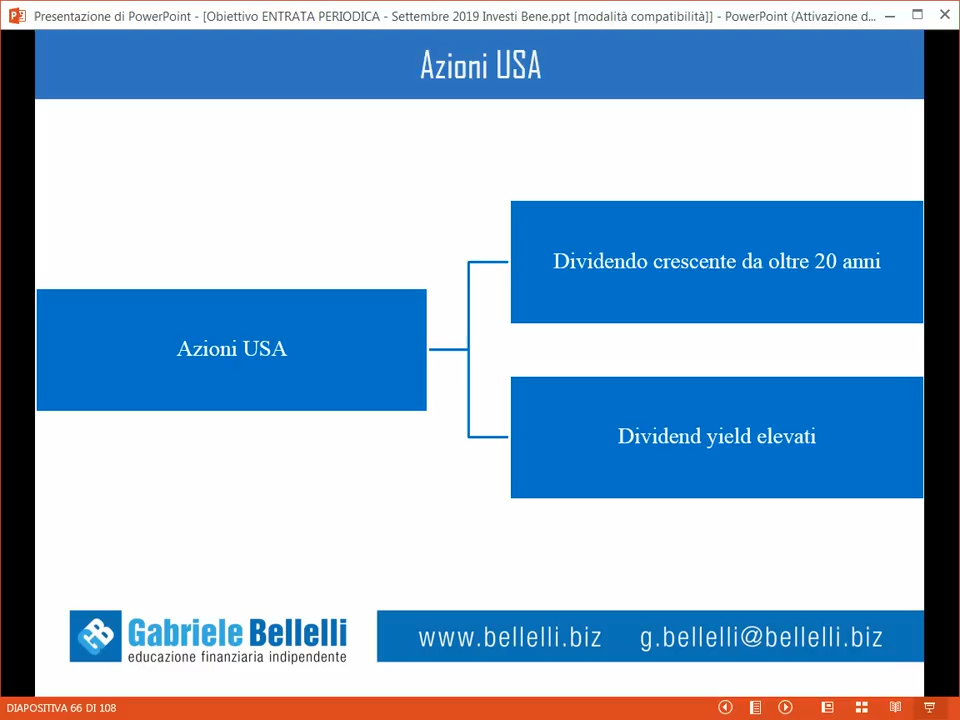 Presentazione di PowerPoint - [Obiettivo ENTRATA PERIODICA - Settembre 2019 Investi Bene.ppt [modalità compatibilità]] - PowerPoint (Attivazione d...
Azioni USA
Dividendo crescente da oltre 20 anni
Azioni USA
Dividend yield elevati
GB Gabriele Bellelli
educazione finanziaria indipendente
www.bellelli.biz g.bellelli@bellelli.biz
DIAPOSITIVA 66 DI 108